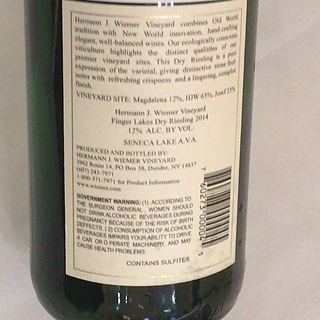 Hermann J. Wiemer Vineyard combines Old World
tradition with New World innovation, hand-crafting
elegant, well-balanced wines. Our ecologically conscious
viticulture highlights the distinct qualities of our
premier vineyard sites. This Dry Riesling is a pure
expression of the varietal, giving distinctive stone fruit
notes with refreshing crispness and a lingering, complex
finish.
VINEYARD SITE: Magdalena 12%, HJW 65%, Josef 23%
Hermann J. Wiemer Vineyard
Finger Lakes Dry Riesling 2014
12% ALC. BY VOL.
SENECA LAKE A.V.A.
PRODUCED AND BOTTLED BY:
HERMANN J. WIEMER VINEYARD
3962 Route 14, PO Box 38, Dundee, NY 14837
(607) 243-7971
1-800-371-7971 for Product Information
www.wiemer.com
GOVERNMENT WARNING: (1) ACCORDING TO
THE SURGEON GENERAL, WOMEN SHOULD
NOT DRINK ALCOHOLIC BEVERAGES DURING
PREGNANCY BECAUSE OF THE RISK OF BIRTH
DEFECTS. (2) CONSUMPTION OF ALCOHOLIC
BEVERAGES IMPAIRS YOUR ABILITY TO DRIVE
A CAR OR OPERATE MACHINERY, AND MAY
CAUSE HEALTH PROBLEMS
CONTAINS SULFITES